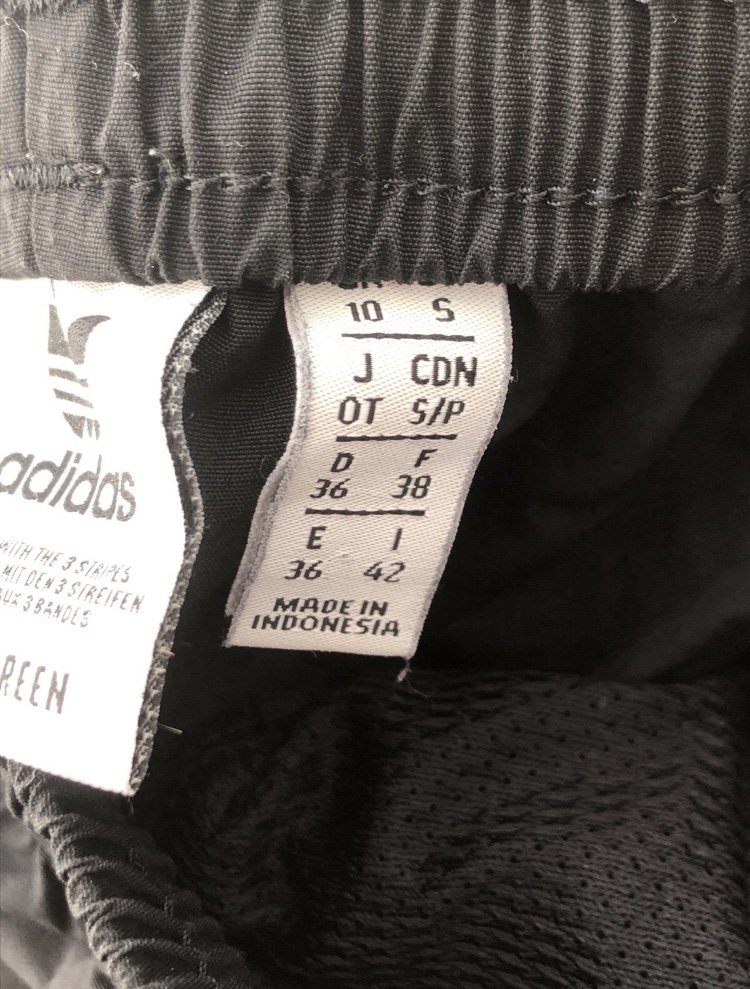 adidas
WITH THE 3 STRIPES
MIT DEN 3 STREIFEN
AUX 3 BANDES
10 S
J CDN
OT S/P
D F
36 38
E I
36 42
MADE IN
INDONESIA